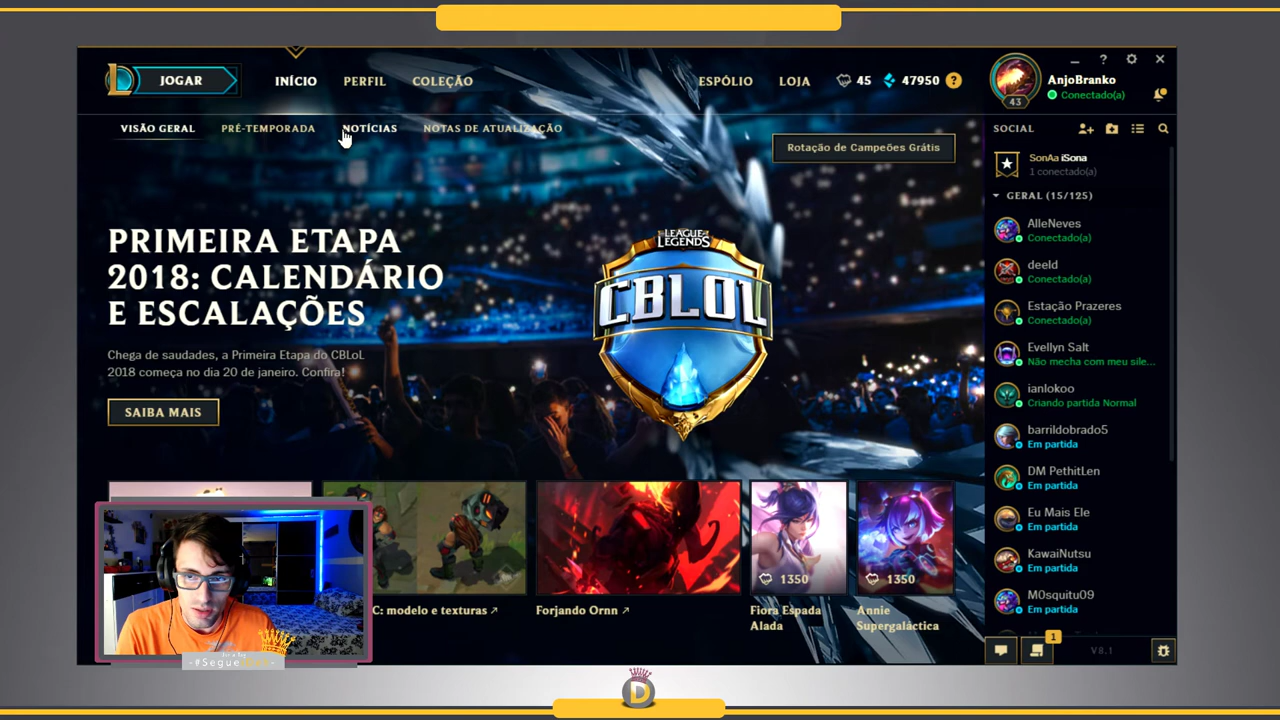 JOGAR
INÍCIO
PERFIL
COLEÇÃO
ESPÓLIO
LOJA
45
47950
?
?
43
AnjoBranko
Conectado(a)
VISÃO GERAL
PRÉ-TEMPORADA
NOTÍCIAS
NOTAS DE ATUALIZAÇÃO
Rotação de Campeões Grátis
PRIMEIRA ETAPA
2018: CALENDÁRIO
E ESCALAÇÕES
Chega de saudades, a Primeira Etapa do CBLoL
2018 começa no dia 20 de janeiro. Confira!
SAIBA MAIS
LEAGUE
LEGENDS
CBLOL
1350
1350
C: modelo e texturas
Forjando Ornn
Fiora Espada
Alada
Annie
Supergaláctica
SOCIAL
SonAa iSona
1 conectado(a)
GERAL (15/125)
AlleNeves
Conectado(a)
deeld
Conectado(a)
Estação Prazeres
Conectado(a)
Evellyn Salt
Não mecha com meu sile...
ianlokoo
Criando partida Normal
barrildobrado5
Em partida
DM PethitLen
Em partida
Eu Mais Ele
Em partida
KawaiNutsu
Em partida
M0squitu09
Em partida
1
V8.1
D